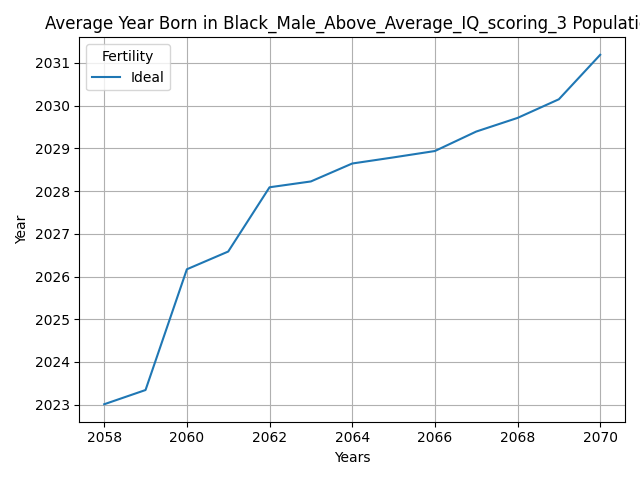 Average Year Born in Black_Male_Above_Average_IQ_scoring_3 Populati
Fertility
Ideal
Year
2031
2030
2029
2028
2027
2026
2025
2024
2023
2058 2060 2062 2064 2066 2068 2070
Years